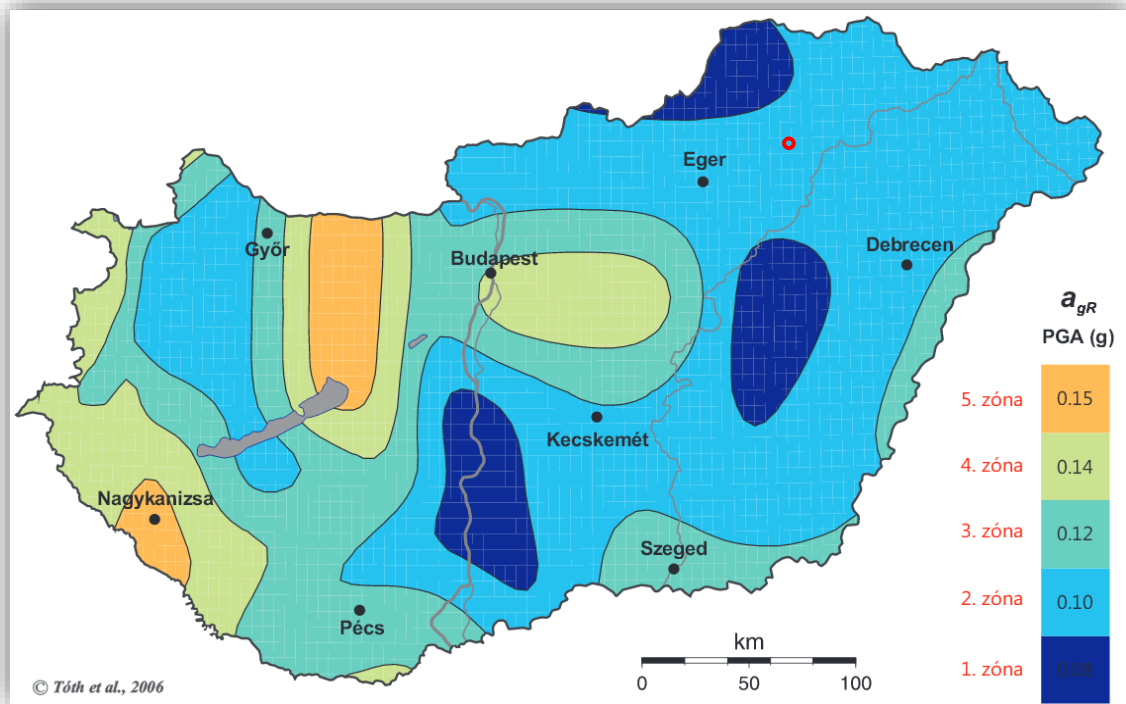 Eger
Győr
Debrecen
Budapest
a_gR
PGA (g)
5. zóna 0.15
Kecskemét
4. zóna 0.14
Nagykanizsa
3. zóna 0.12
Szeged
2. zóna 0.10
Pécs
km
1. zóna 0.08
0 50 100
© Tóth et al., 2006